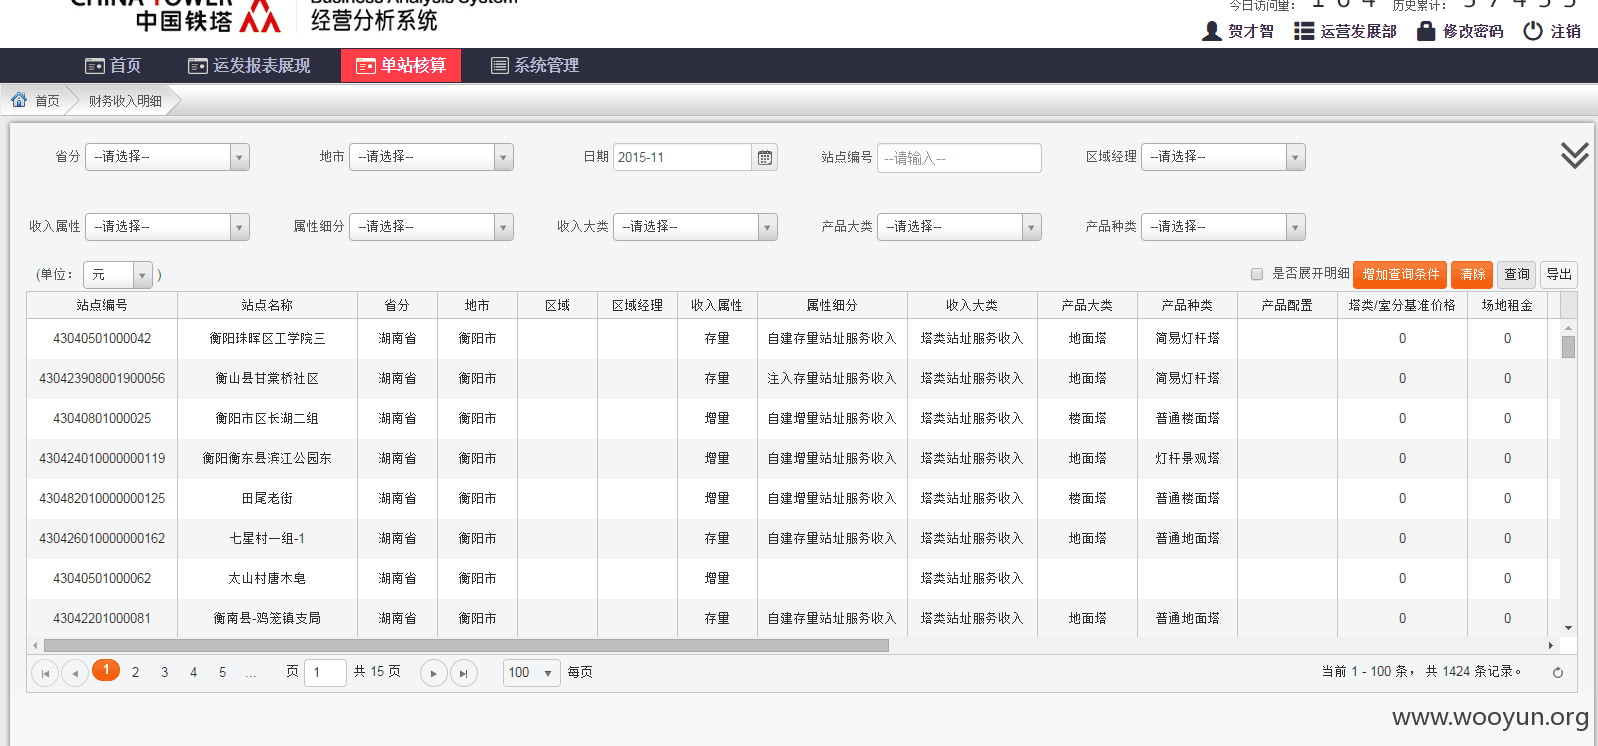 CHINA TOWER
中国铁塔
Business Analysis System
经营分析系统
今日访问量： 1 6 4 历史累计：
贺才智 运营发展部 修改密码 注销
首页 运发报表展现 单站核算 系统管理
首页 财务收入明细
省分 --请选择-- 地市 --请选择-- 日期 2015-11 站点编号 --请输入-- 区域经理 --请选择--
收入属性 --请选择-- 属性细分 --请选择-- 收入大类 --请选择-- 产品大类 --请选择-- 产品种类 --请选择--
(单位： 元 ) 是否展开明细 增加查询条件 清除 查询 导出
站点编号 站点名称 省分 地市 区域 区域经理 收入属性 属性细分 收入大类 产品大类 产品种类 产品配置 塔类/室分基准价格 场地租金
43040501000042 衡阳珠晖区工学院三 湖南省 衡阳市 存量 自建存量站址服务收入 塔类站址服务收入 地面塔 简易灯杆塔 0 0
430423908001900056 衡山县甘棠桥社区 湖南省 衡阳市 存量 注入存量站址服务收入 塔类站址服务收入 地面塔 简易灯杆塔 0 0
43040801000025 衡阳市区长湖二组 湖南省 衡阳市 增量 自建增量站址服务收入 塔类站址服务收入 楼面塔 普通楼面塔 0 0
430424010000000119 衡阳衡东县滨江公园东 湖南省 衡阳市 增量 自建增量站址服务收入 塔类站址服务收入 地面塔 灯杆景观塔 0 0
430482010000000125 田尾老街 湖南省 衡阳市 增量 自建增量站址服务收入 塔类站址服务收入 楼面塔 普通楼面塔 0 0
430426010000000162 七星村一组-1 湖南省 衡阳市 存量 自建存量站址服务收入 塔类站址服务收入 地面塔 普通地面塔 0 0
43040501000062 太山村唐木皂 湖南省 衡阳市 增量 塔类站址服务收入 0 0
43042201000081 衡南县-鸡笼镇支局 湖南省 衡阳市 存量 自建存量站址服务收入 塔类站址服务收入 地面塔 普通地面塔 0 0
1 2 3 4 5 ... 页 1 共 15 页 100 每页 当前 1 - 100 条， 共 1424 条记录。
www.wooyun.org